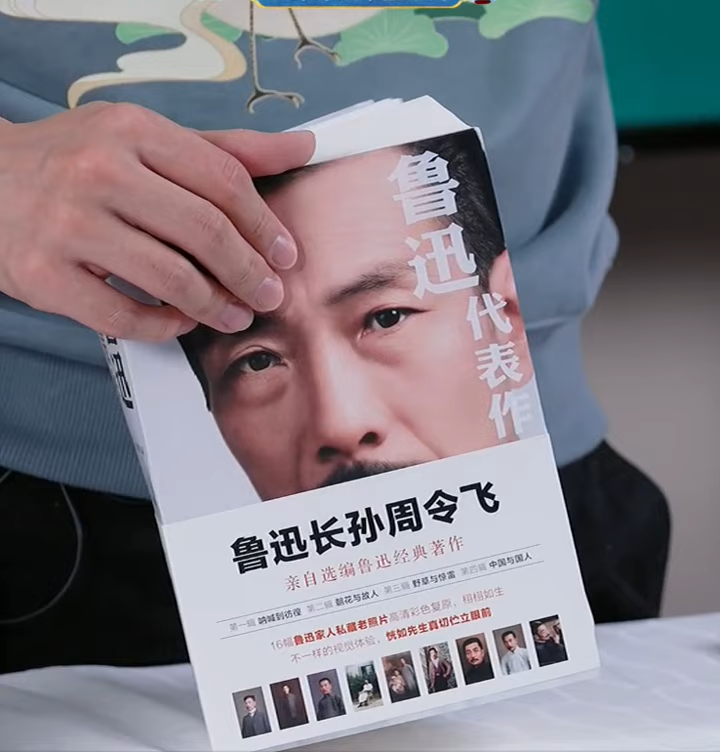 鲁迅
代表作
迅
鲁迅长孙周令飞
亲自选编鲁迅经典著作
第一辑 呐喊到彷徨 第二辑 朝花与故人 第三辑 野草与惊雷 第四辑 中国与国人
16幅鲁迅家人私藏老照片高清彩色复原，栩栩如生
不一样的视觉体验，恍如先生真切伫立眼前